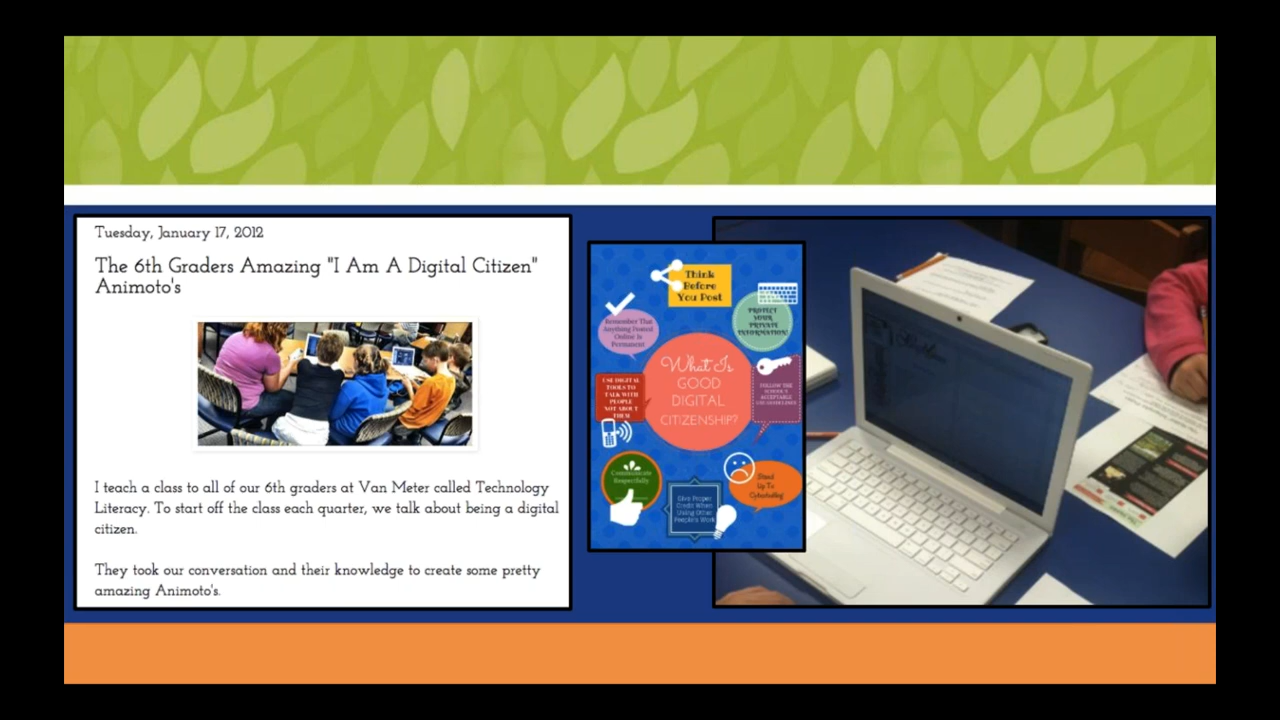 Tuesday, January 17, 2012
The 6th Graders Amazing "I Am A Digital Citizen"
Animoto's
I teach a class to all of our 6th graders at Van Meter called Technology
Literacy. To start off the class each quarter, we talk about being a digital
citizen.
They took our conversation and their knowledge to create some pretty
amazing Animoto's.
Think
Before
You Post
Remember That
Anything Posted
Online Is
Permanent
PROTECT
YOUR
PRIVATE
INFORMATION!
What Is
GOOD
DIGITAL
CITIZENSHIP?
USE DIGITAL
TOOLS TO
TALK WITH
PEOPLE
NOT ABOUT
THEM
FOLLOW THE
SCHOOL'S
ACCEPTABLE
USE GUIDELINES
Communicate
Respectfully
Give Proper
Credit When
Using Other
People's Work
Stand
Up To
Cyberbullying